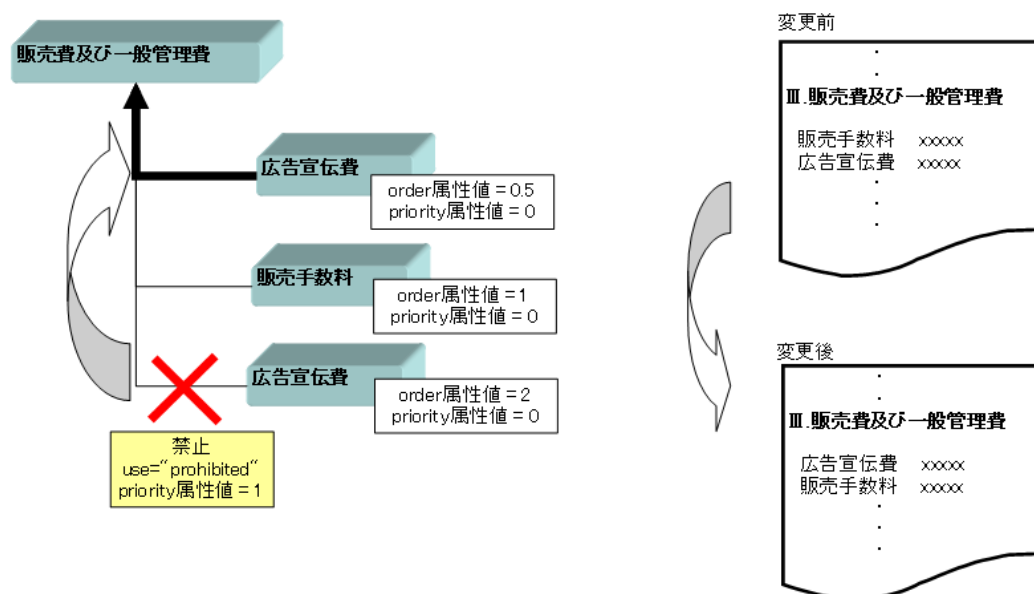 販売費及び一般管理費
広告宣伝費
order属性値＝0.5
priority属性値＝0
販売手数料
order属性値＝1
priority属性値＝0
広告宣伝費
order属性値＝2
priority属性値＝0
禁止
use=“prohibited“
priority属性値＝1
変更前
Ⅲ.販売費及び一般管理費
販売手数料 xxxxx
広告宣伝費 xxxxx
変更後
Ⅲ.販売費及び一般管理費
広告宣伝費 xxxxx
販売手数料 xxxxx